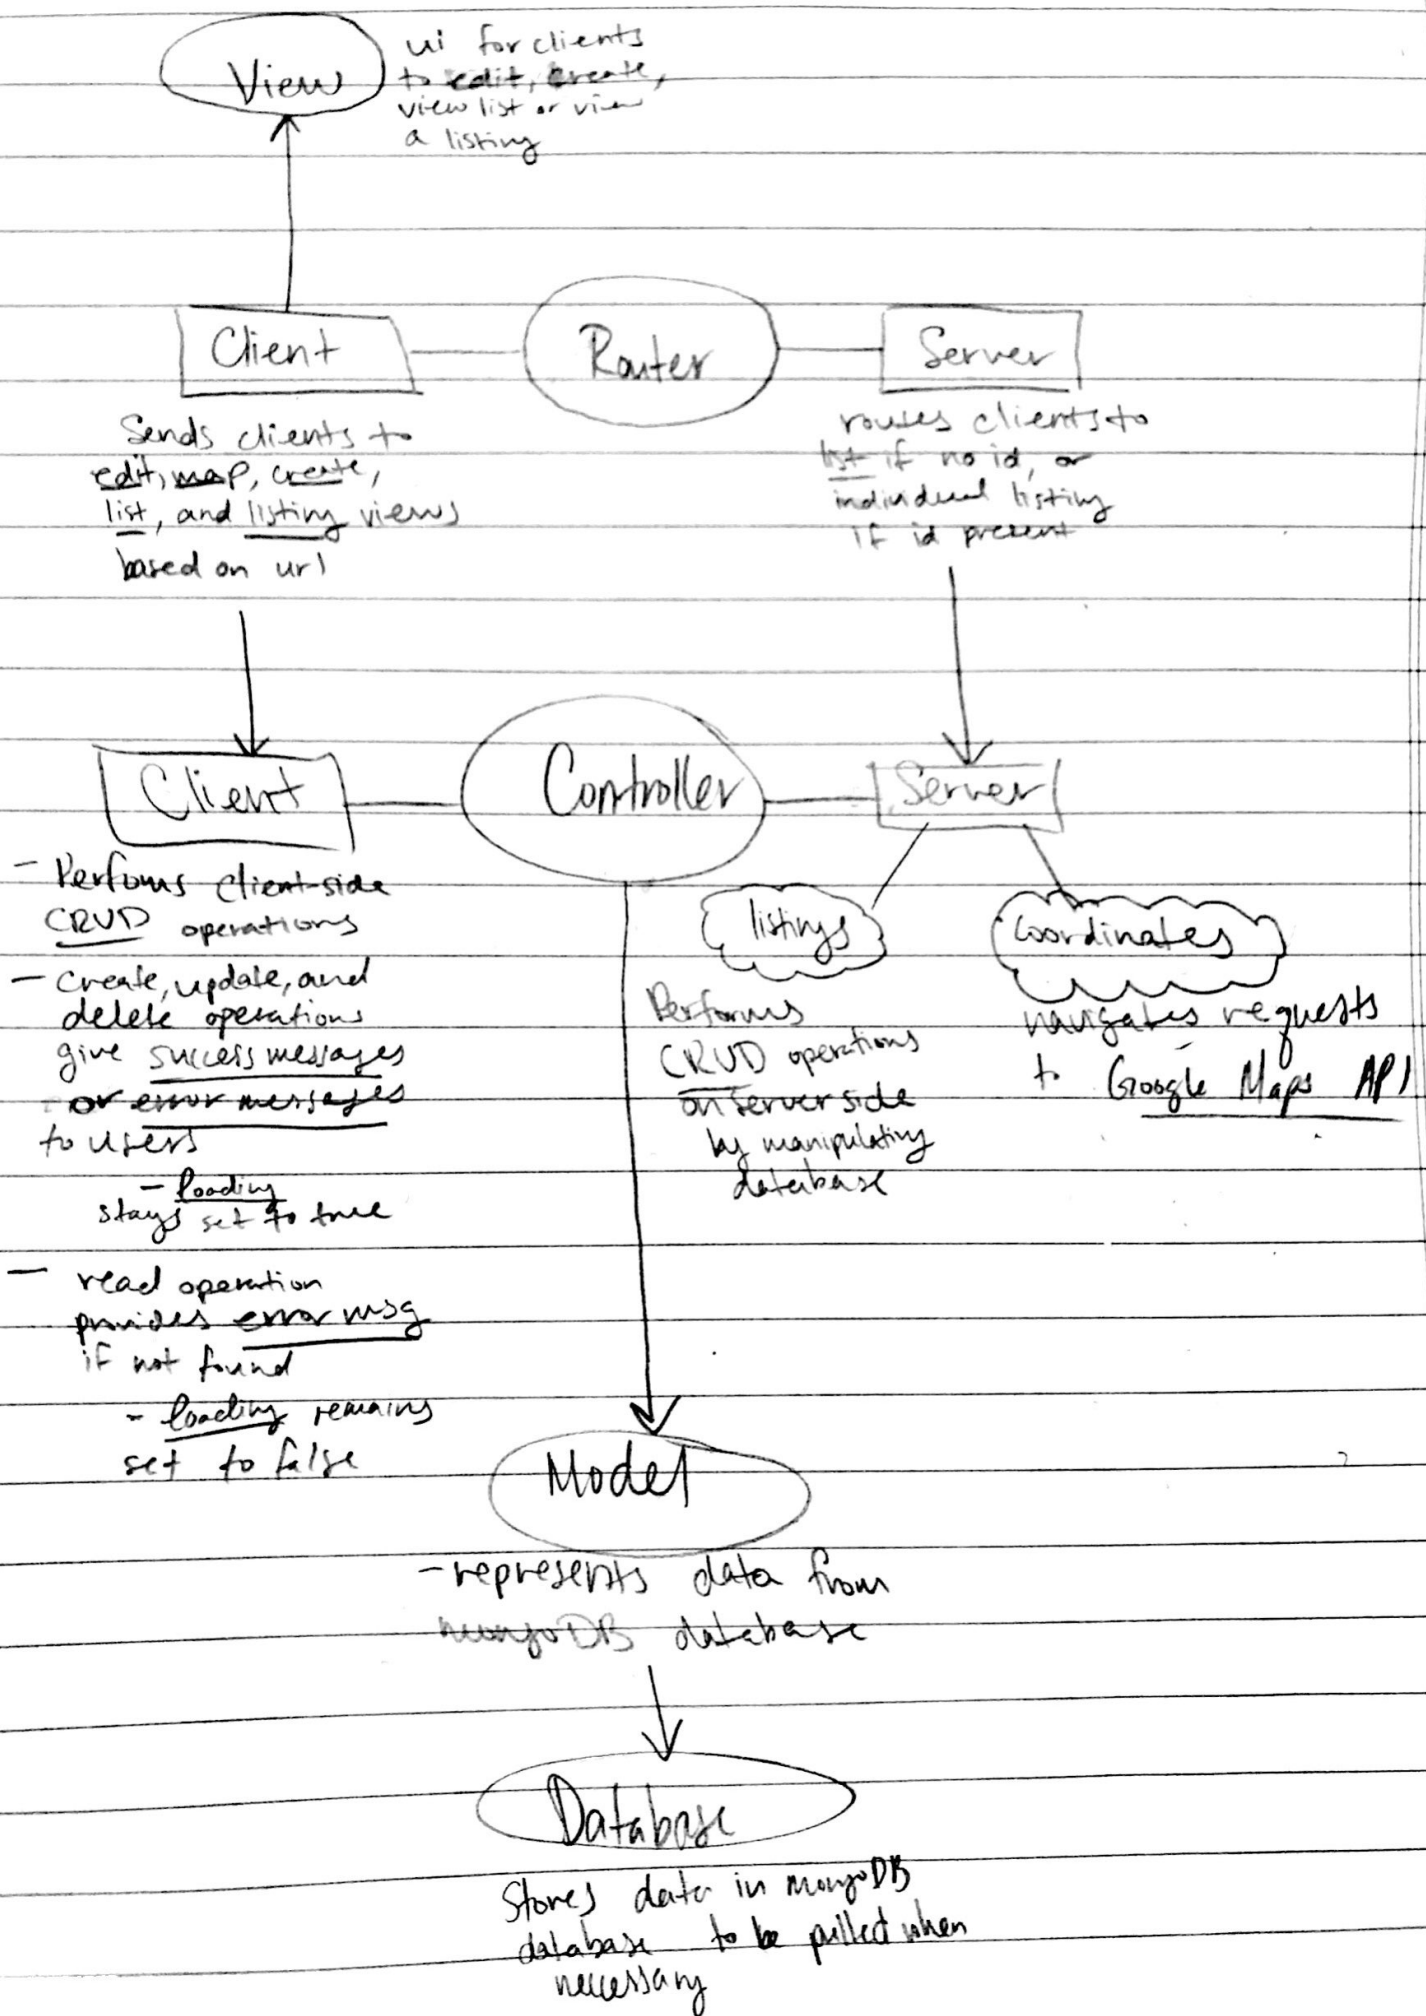 View
ui for clients
to edit, create,
view list or view
a listing
Client
Router
Server
Sends clients to
edit, map, create,
list, and listing views
based on url
routes clients to
list if no id, or
individual listing
if id present
Client
Controller
Server
- Performs client-side
CRUD operations
- create, update, and
delete operations
give success messages
or error messages
to users
- loading
stays set to true
- read operation
provides error msg
if not found
- loading remains
set to false
listings
Performs
CRUD operations
on server side
by manipulating
database
Coordinates
navigates requests
to Google Maps API
Model
- represents data from
mongoDB database
Database
Stores data in mongoDB
database to be pulled when
neccessary